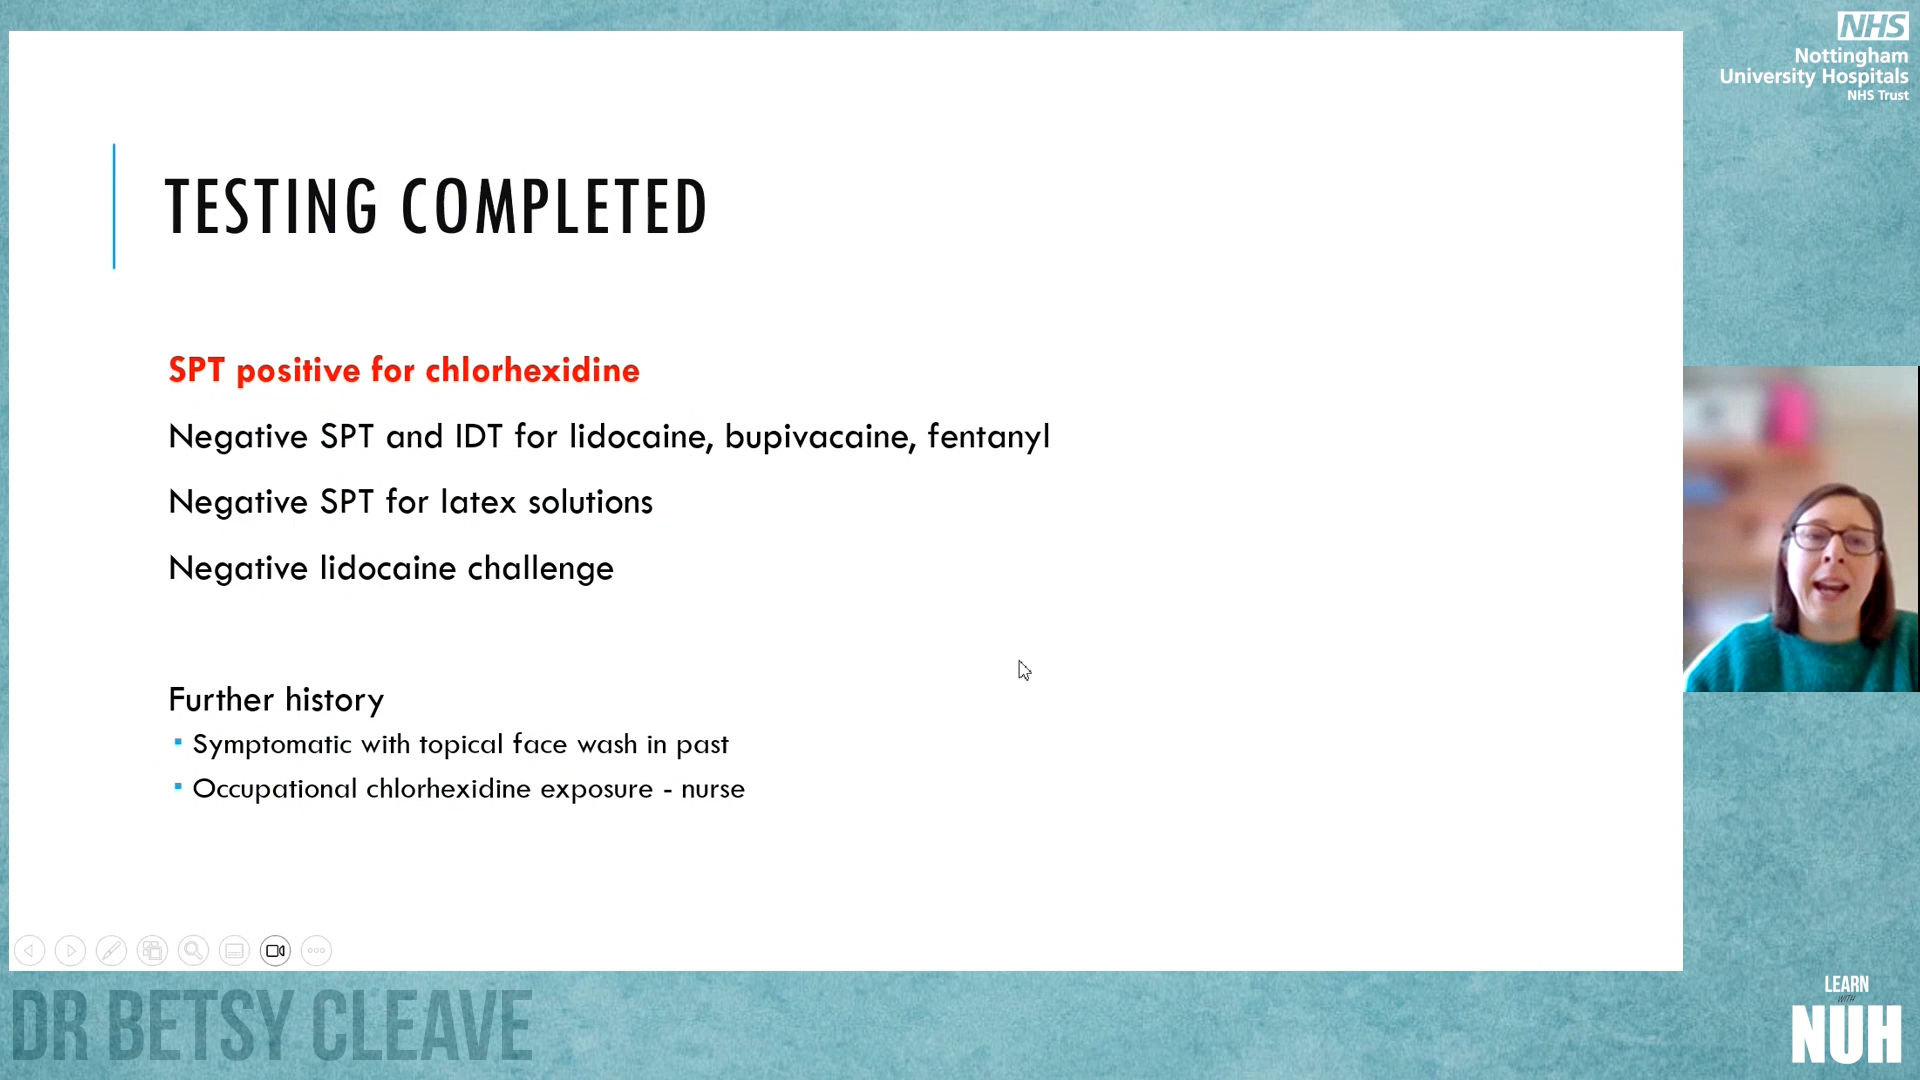 NHS
Nottingham
University Hospitals
NHS Trust
TESTING COMPLETED
SPT positive for chlorhexidine
Negative SPT and IDT for lidocaine, bupivacaine, fentanyl
Negative SPT for latex solutions
Negative lidocaine challenge
Further history
Symptomatic with topical face wash in past
Occupational chlorhexidine exposure - nurse
DR BETSY CLEAVE
LEARN
WITH
NUH